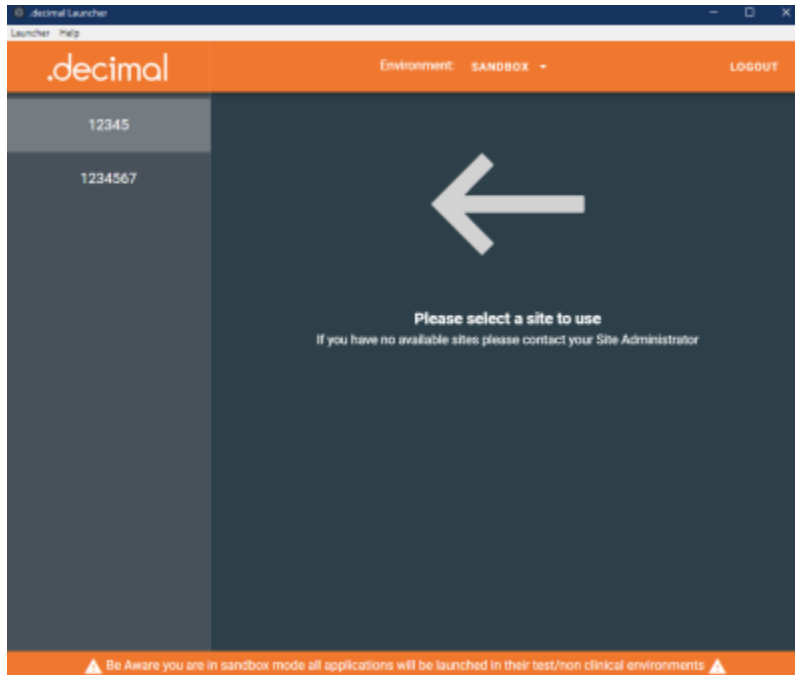 .decimal Launcher
Launcher Help
.decimal
Environment: SANDBOX
LOGOUT
12345
1234567
Please select a site to use
If you have no available sites please contact your Site Administrator
Be Aware you are in sandbox mode all applications will be launched in their test/non clinical environments